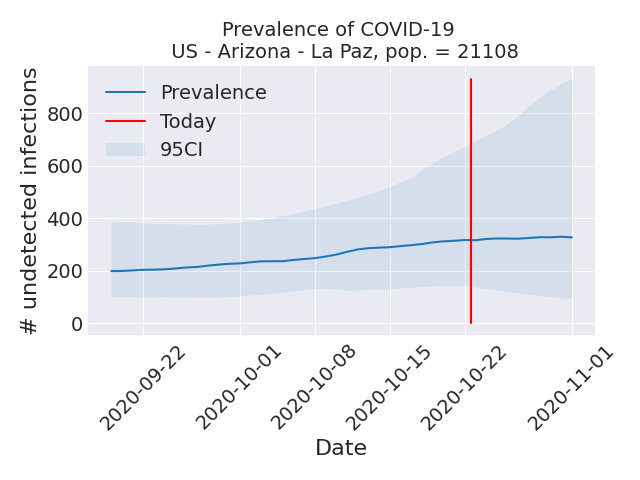 Prevalence of COVID-19
US - Arizona - La Paz, pop. = 21108
Prevalence
Today
95CI
# undetected infections
800
600
400
200
0
2020-09-22
2020-10-01
2020-10-08
2020-10-15
2020-10-22
2020-11-01
Date